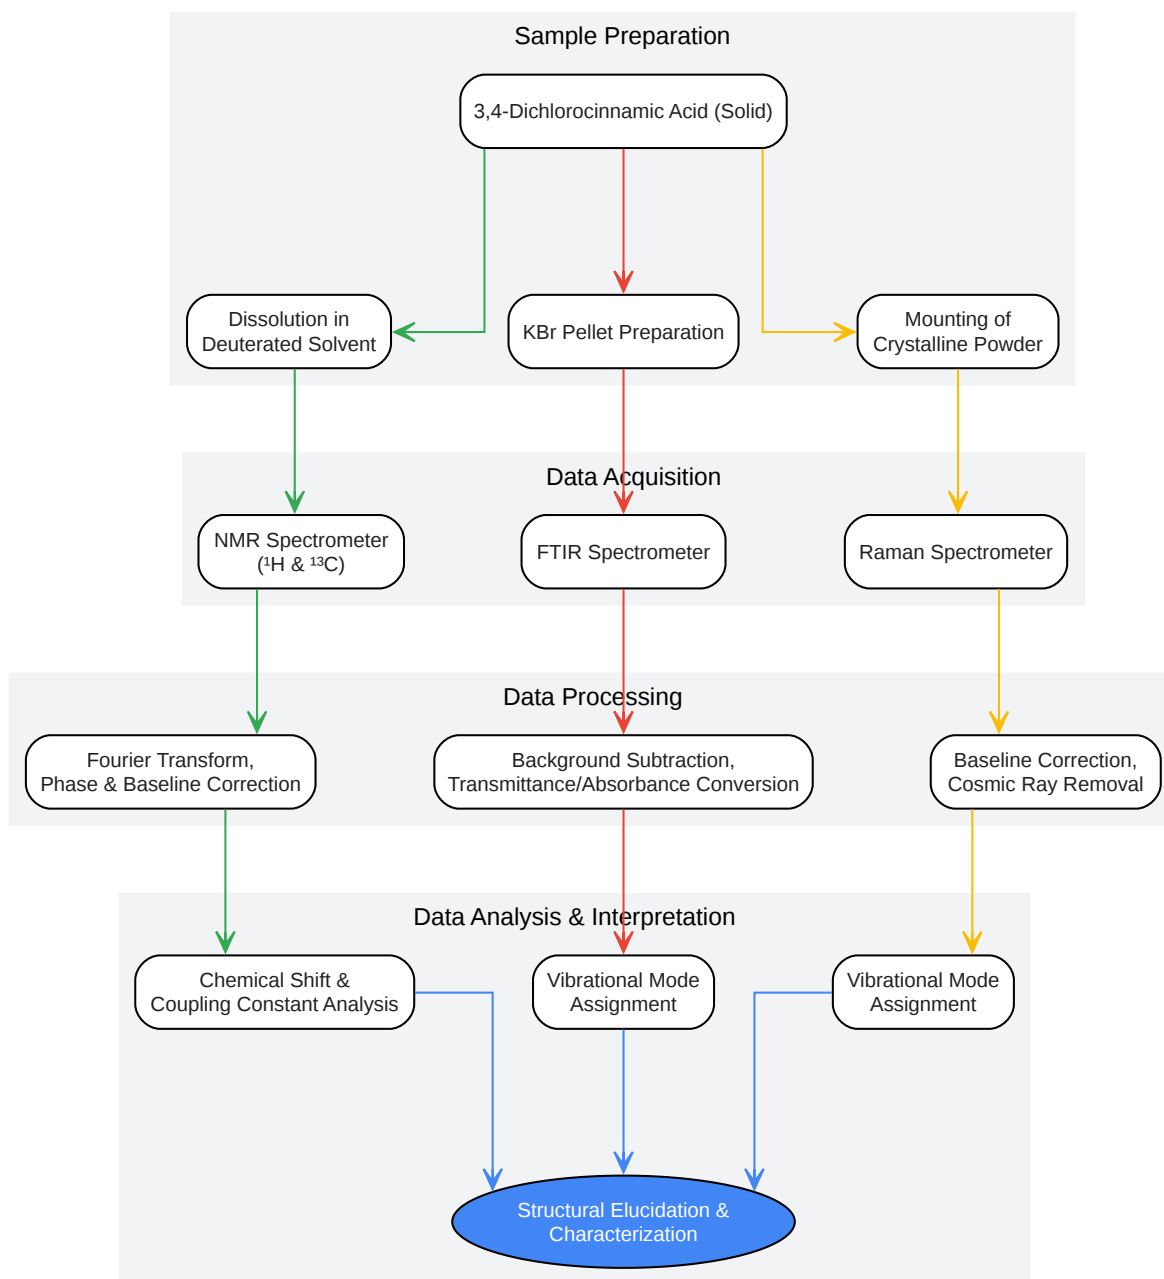 Sample Preparation
3,4-Dichlorocinnamic Acid (Solid)
Dissolution in
Deuterated Solvent
KBr Pellet Preparation
Mounting of
Crystalline Powder
Data Acquisition
NMR Spectrometer
(¹H & ¹³C)
FTIR Spectrometer
Raman Spectrometer
Data Processing
Fourier Transform,
Phase & Baseline Correction
Background Subtraction,
Transmittance/Absorbance Conversion
Baseline Correction,
Cosmic Ray Removal
Data Analysis & Interpretation
Chemical Shift &
Coupling Constant Analysis
Vibrational Mode
Assignment
Vibrational Mode
Assignment
Structural Elucidation &
Characterization